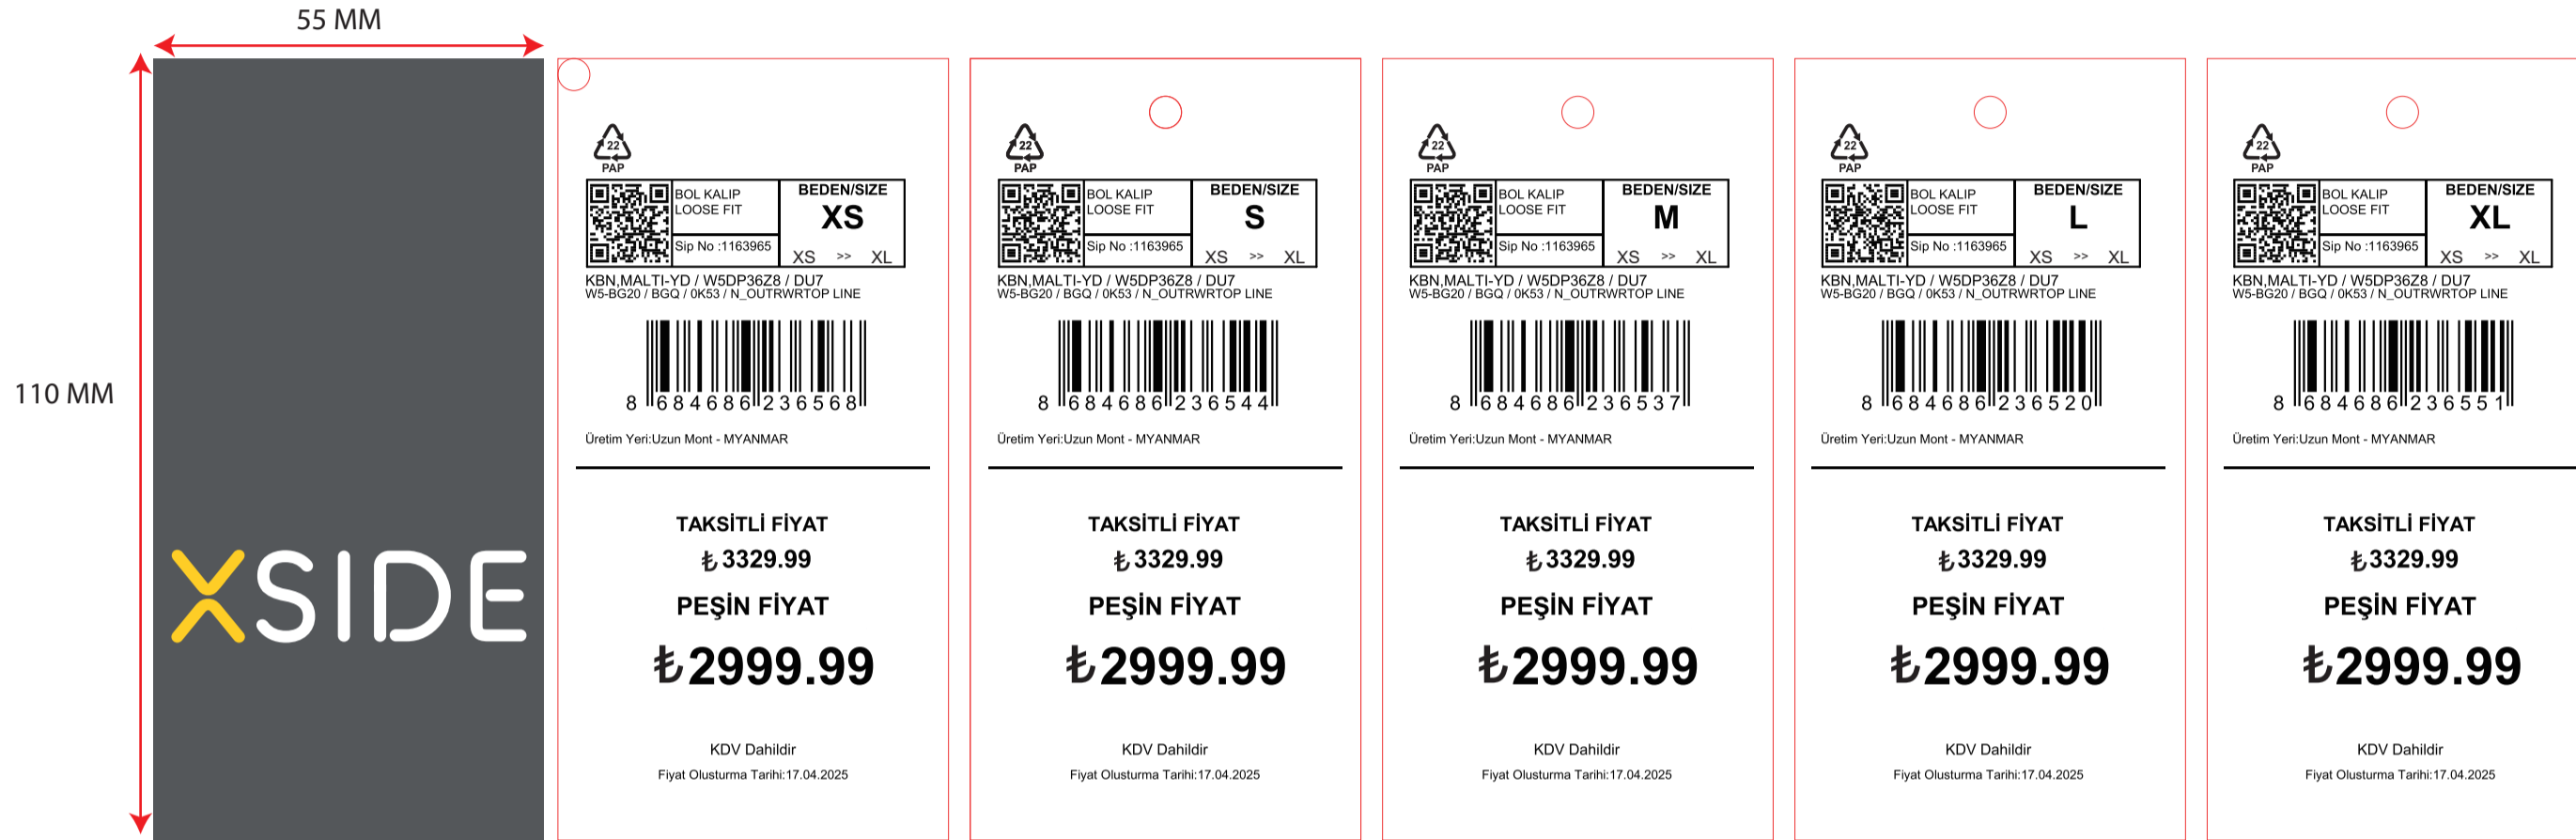 55 MM
110 MM
XSIDE
22
PAP
BOL KALIP
LOOSE FIT
Sip No :1163965
BEDEN/SIZE
XS
XS >> XL
KBN,MALTI-YD / W5DP36Z8 / DU7
W5-BG20 / BGQ / 0K53 / N_OUTRWRTOP LINE
8 684686 236568
Üretim Yeri:Uzun Mont - MYANMAR
TAKSİTLİ FİYAT
₺3329.99
PEŞİN FİYAT
₺2999.99
KDV Dahildir
Fiyat Olusturma Tarihi:17.04.2025
22
PAP
BOL KALIP
LOOSE FIT
Sip No :1163965
BEDEN/SIZE
S
XS >> XL
KBN,MALTI-YD / W5DP36Z8 / DU7
W5-BG20 / BGQ / 0K53 / N_OUTRWRTOP LINE
8 684686 236544
Üretim Yeri:Uzun Mont - MYANMAR
TAKSİTLİ FİYAT
₺3329.99
PEŞİN FİYAT
₺2999.99
KDV Dahildir
Fiyat Olusturma Tarihi:17.04.2025
22
PAP
BOL KALIP
LOOSE FIT
Sip No :1163965
BEDEN/SIZE
M
XS >> XL
KBN,MALTI-YD / W5DP36Z8 / DU7
W5-BG20 / BGQ / 0K53 / N_OUTRWRTOP LINE
8 684686 236537
Üretim Yeri:Uzun Mont - MYANMAR
TAKSİTLİ FİYAT
₺3329.99
PEŞİN FİYAT
₺2999.99
KDV Dahildir
Fiyat Olusturma Tarihi:17.04.2025
22
PAP
BOL KALIP
LOOSE FIT
Sip No :1163965
BEDEN/SIZE
L
XS >> XL
KBN,MALTI-YD / W5DP36Z8 / DU7
W5-BG20 / BGQ / 0K53 / N_OUTRWRTOP LINE
8 684686 236520
Üretim Yeri:Uzun Mont - MYANMAR
TAKSİTLİ FİYAT
₺3329.99
PEŞİN FİYAT
₺2999.99
KDV Dahildir
Fiyat Olusturma Tarihi:17.04.2025
22
PAP
BOL KALIP
LOOSE FIT
Sip No :1163965
BEDEN/SIZE
XL
XS >> XL
KBN,MALTI-YD / W5DP36Z8 / DU7
W5-BG20 / BGQ / 0K53 / N_OUTRWRTOP LINE
8 684686 236551
Üretim Yeri:Uzun Mont - MYANMAR
TAKSİTLİ FİYAT
₺3329.99
PEŞİN FİYAT
₺2999.99
KDV Dahildir
Fiyat Olusturma Tarihi:17.04.2025